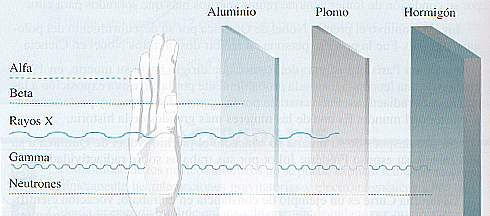 Aluminio Plomo Hormigón
Alfa
Beta
Rayos X
Gamma
Neutrones